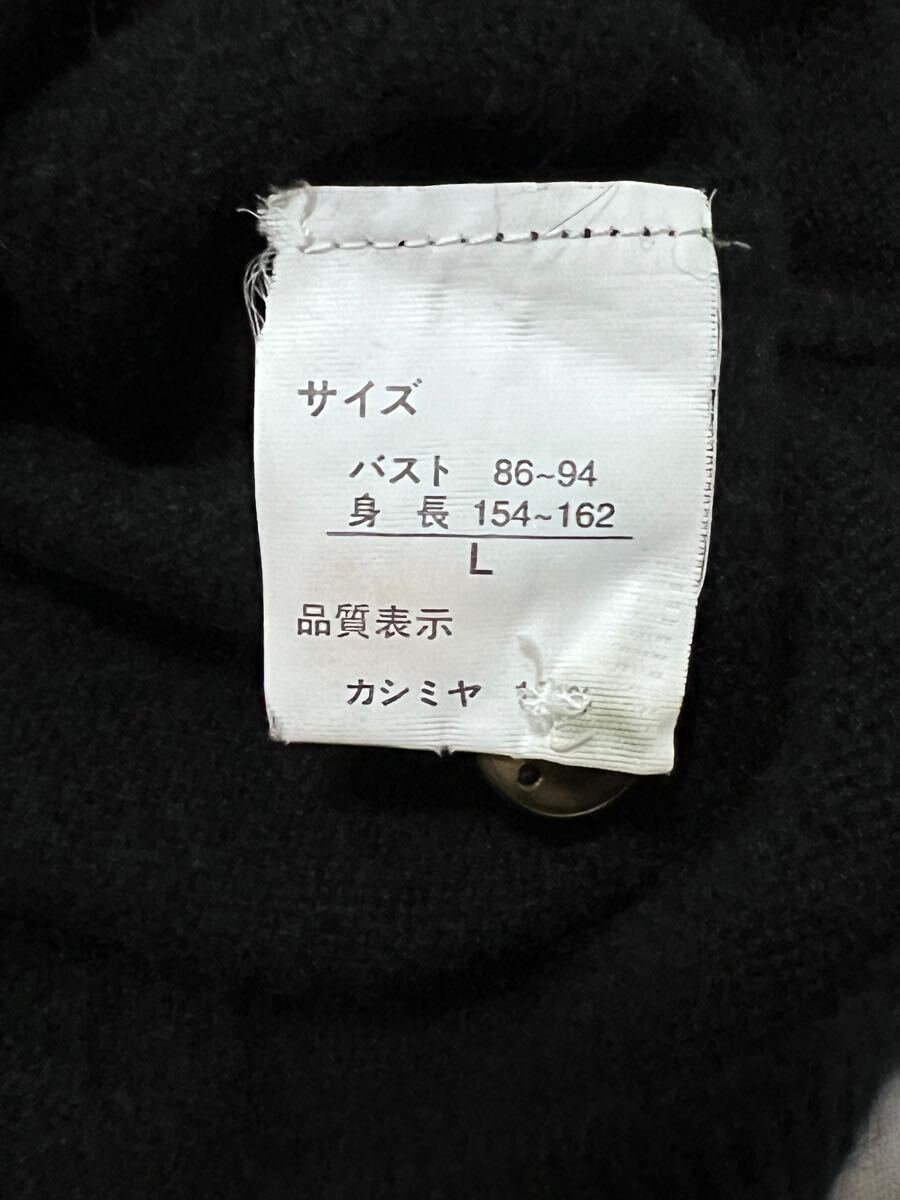 サイズ
バスト 86~94
身 長 154~162
L
品質表示
カシミヤ